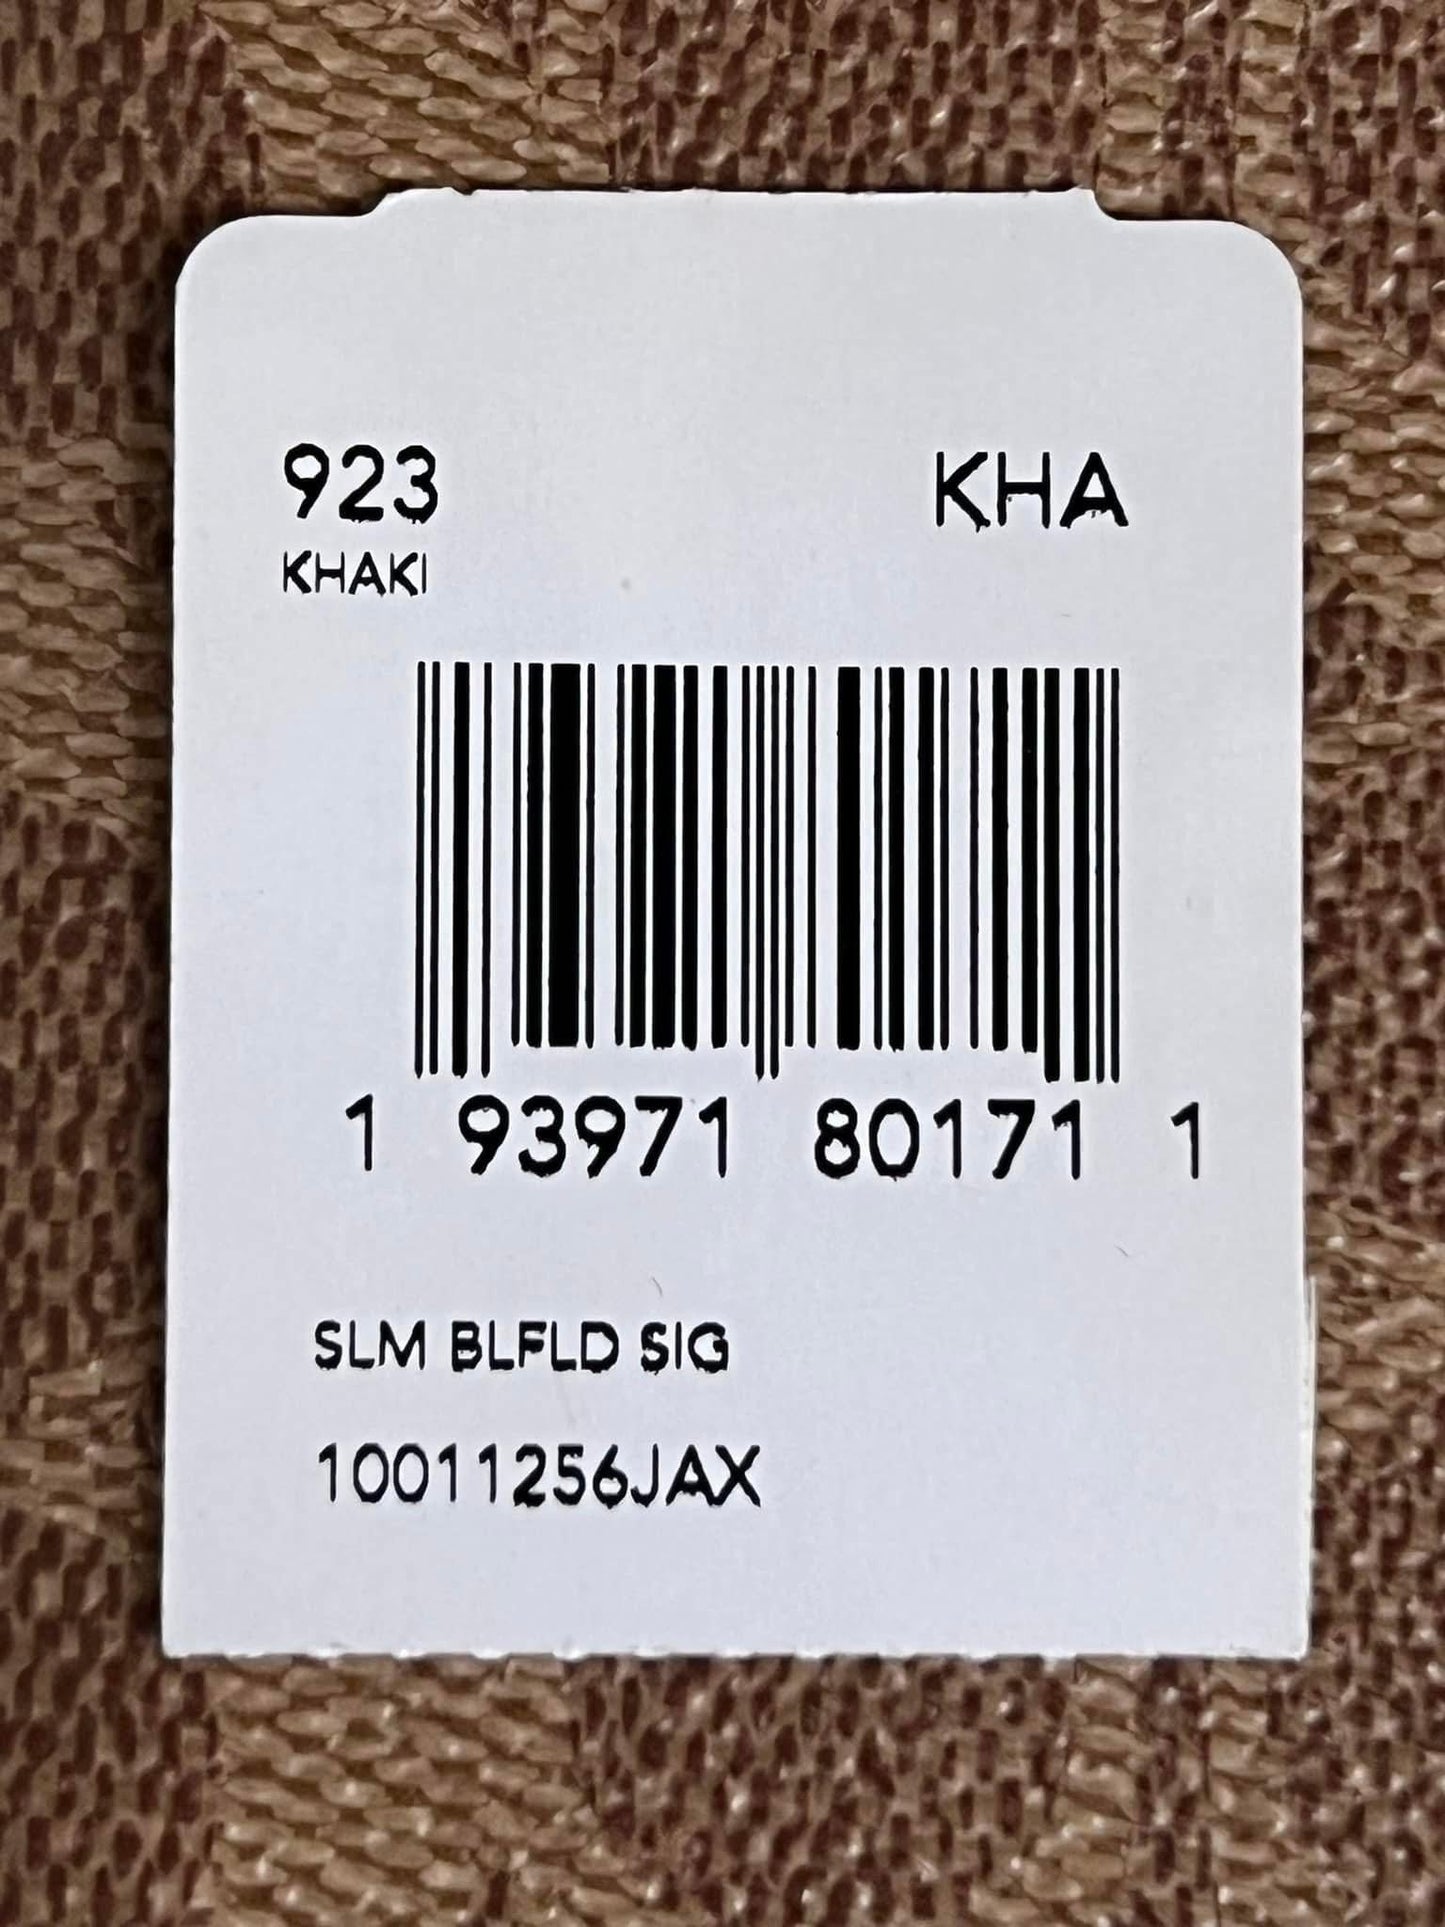 923 KHA
KHAKI
1 93971 80171 1
SLM BLFLD SIG
10011256JAX